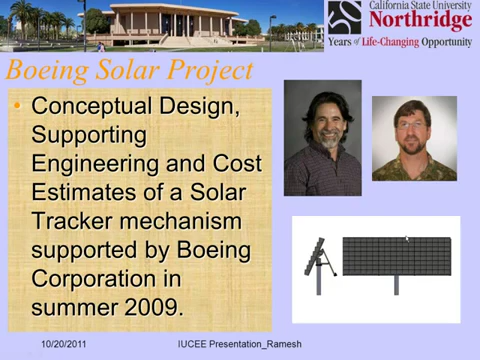 California State University
Northridge
Years of Life-Changing Opportunity
Boeing Solar Project
• Conceptual Design,
Supporting
Engineering and Cost
Estimates of a Solar
Tracker mechanism
supported by Boeing
Corporation in
summer 2009.
10/20/2011 IUCEE Presentation_Ramesh